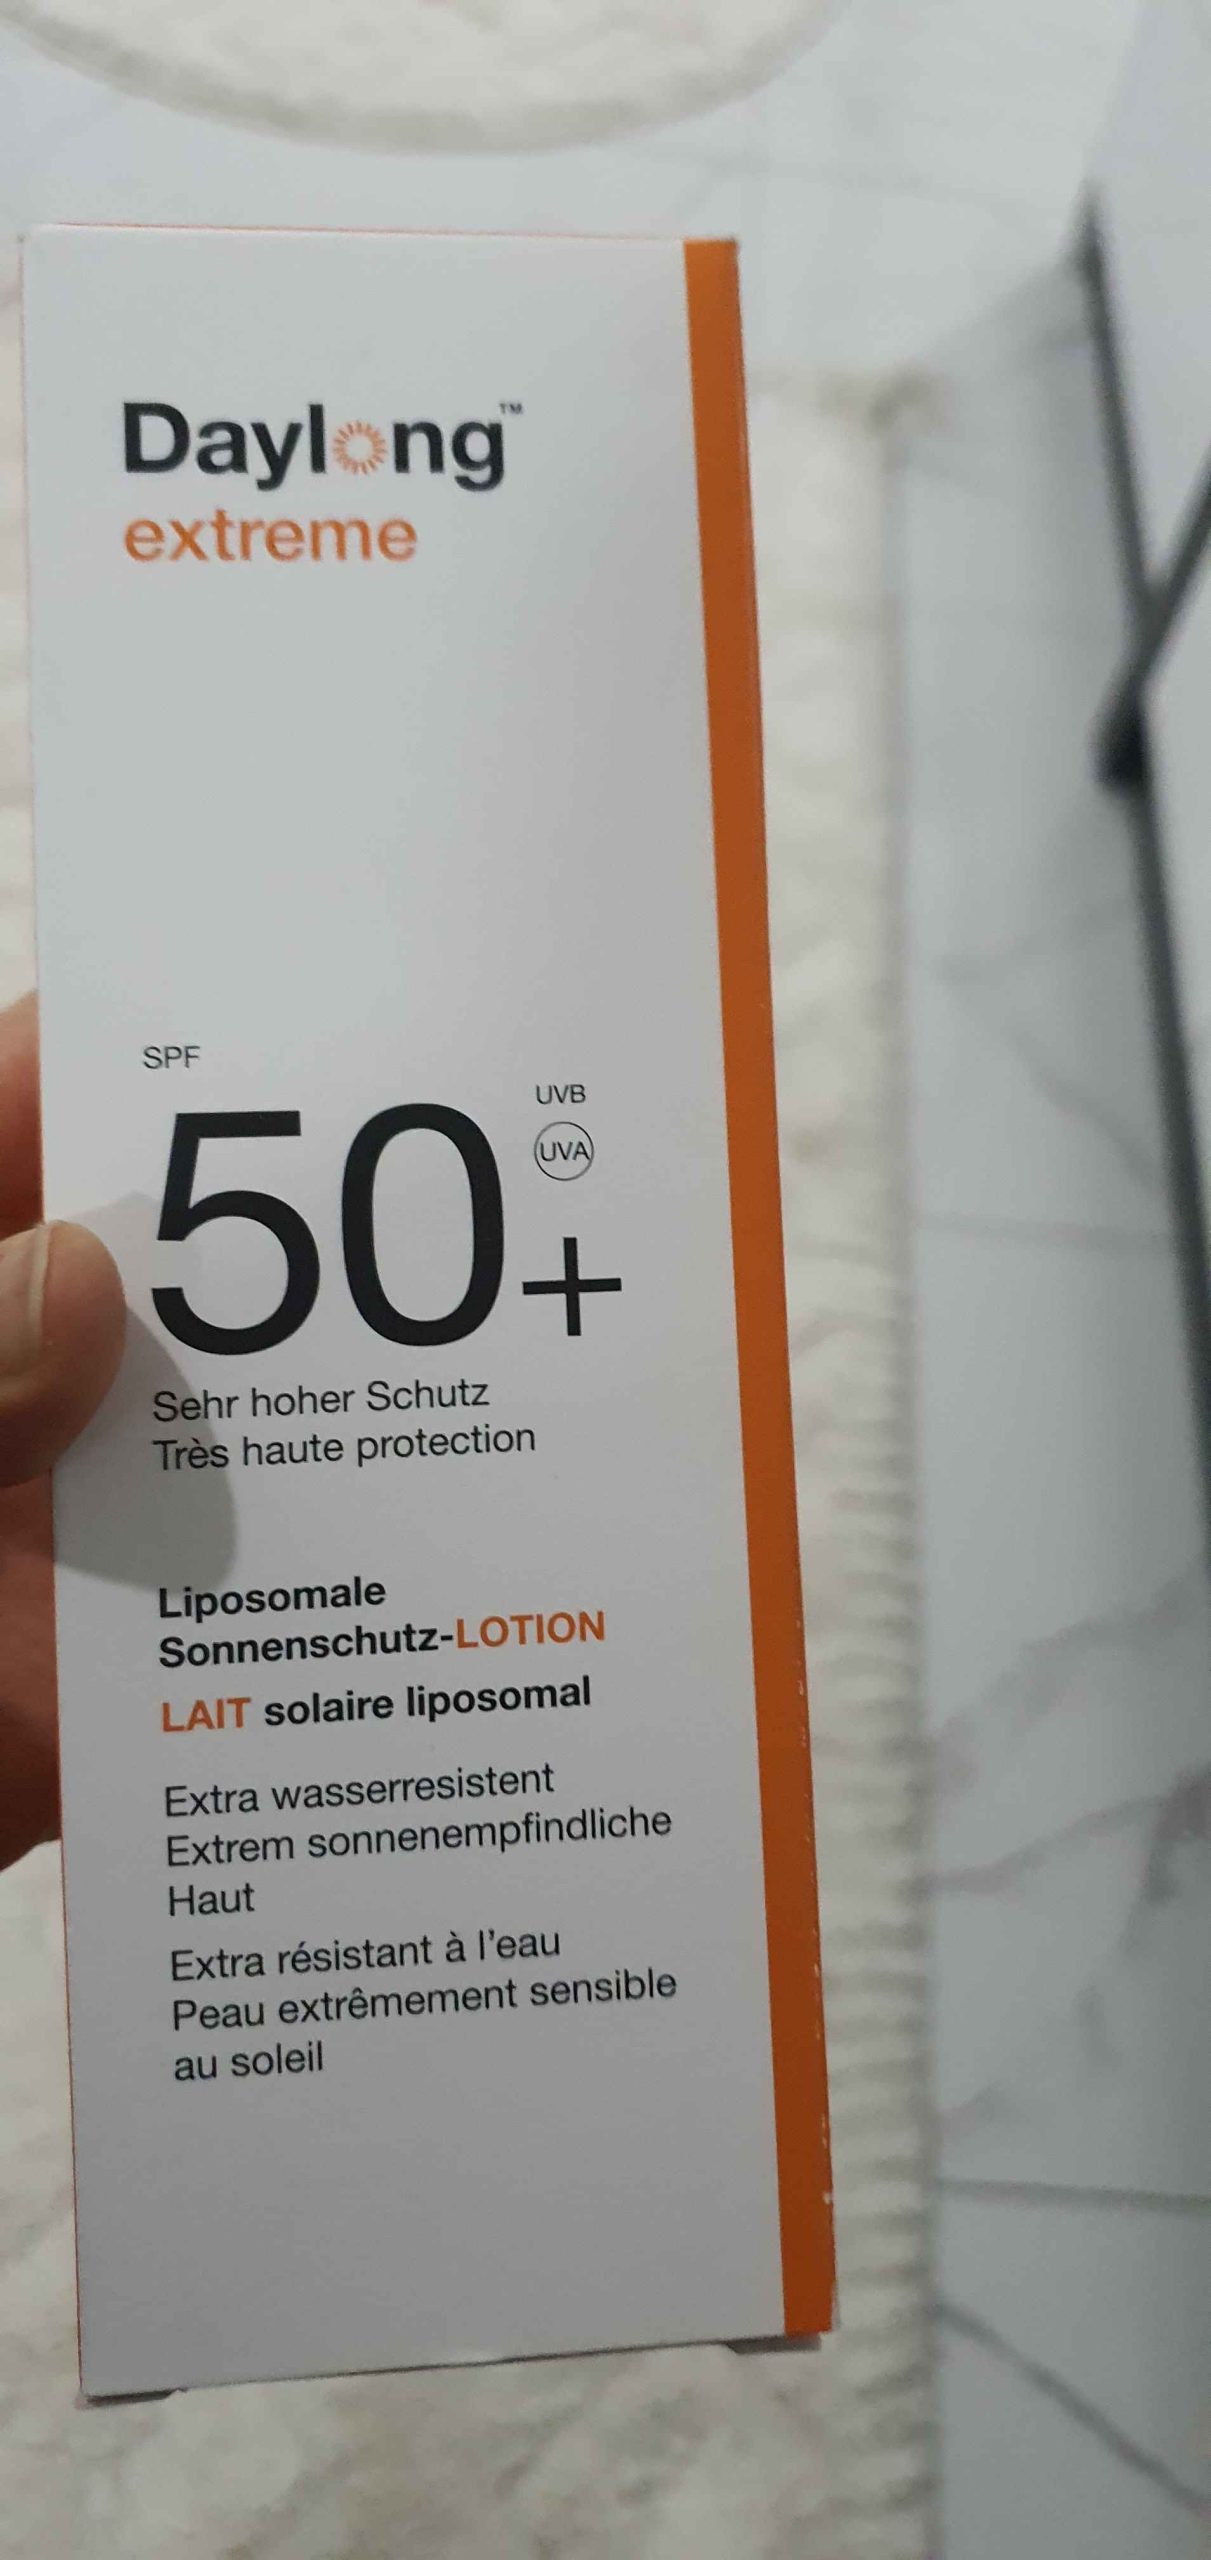 Daylong™
extreme
SPF
50+
UVB
UVA
Sehr hoher Schutz
Très haute protection
Liposomale
Sonnenschutz-LOTION
LAIT solaire liposomal
Extra wasserresistent
Extrem sonnenempfindliche
Haut
Extra résistant à l'eau
Peau extrêmement sensible
au soleil